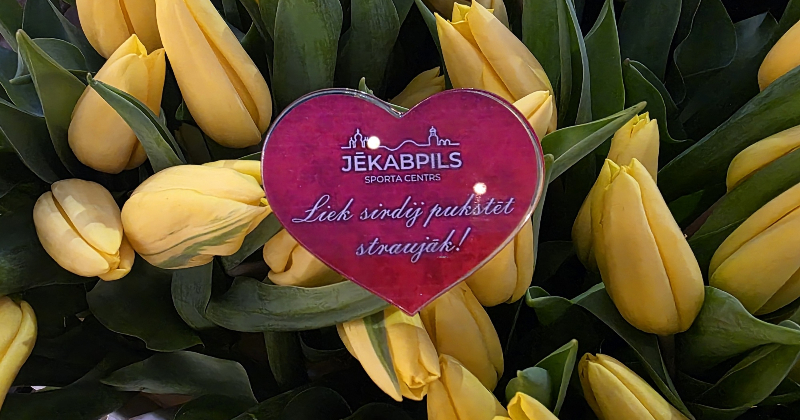 JĒKABPILS
SPORTA CENTRS
Liek sirdij pukstēt
straujāk!